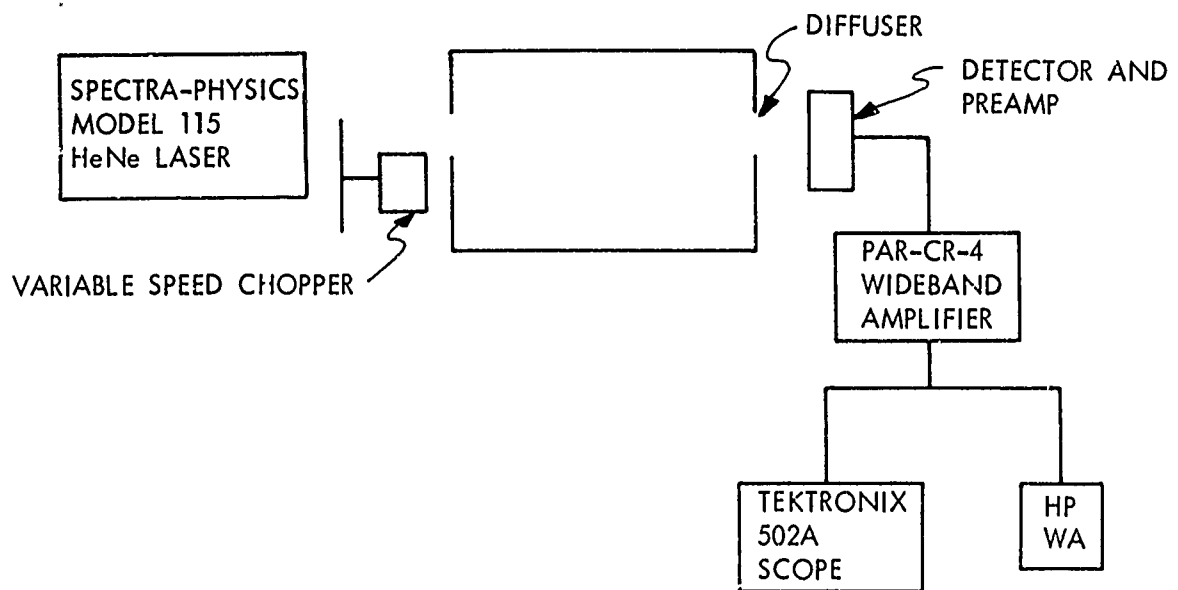 DIFFUSER
SPECTRA-PHYSICS
MODEL 115
HeNe LASER
DETECTOR AND
PREAMP
VARIABLE SPEED CHOPPER
PAR-CR-4
WIDEBAND
AMPLIFIER
TEKTRONIX
502A
SCOPE
HP
WA